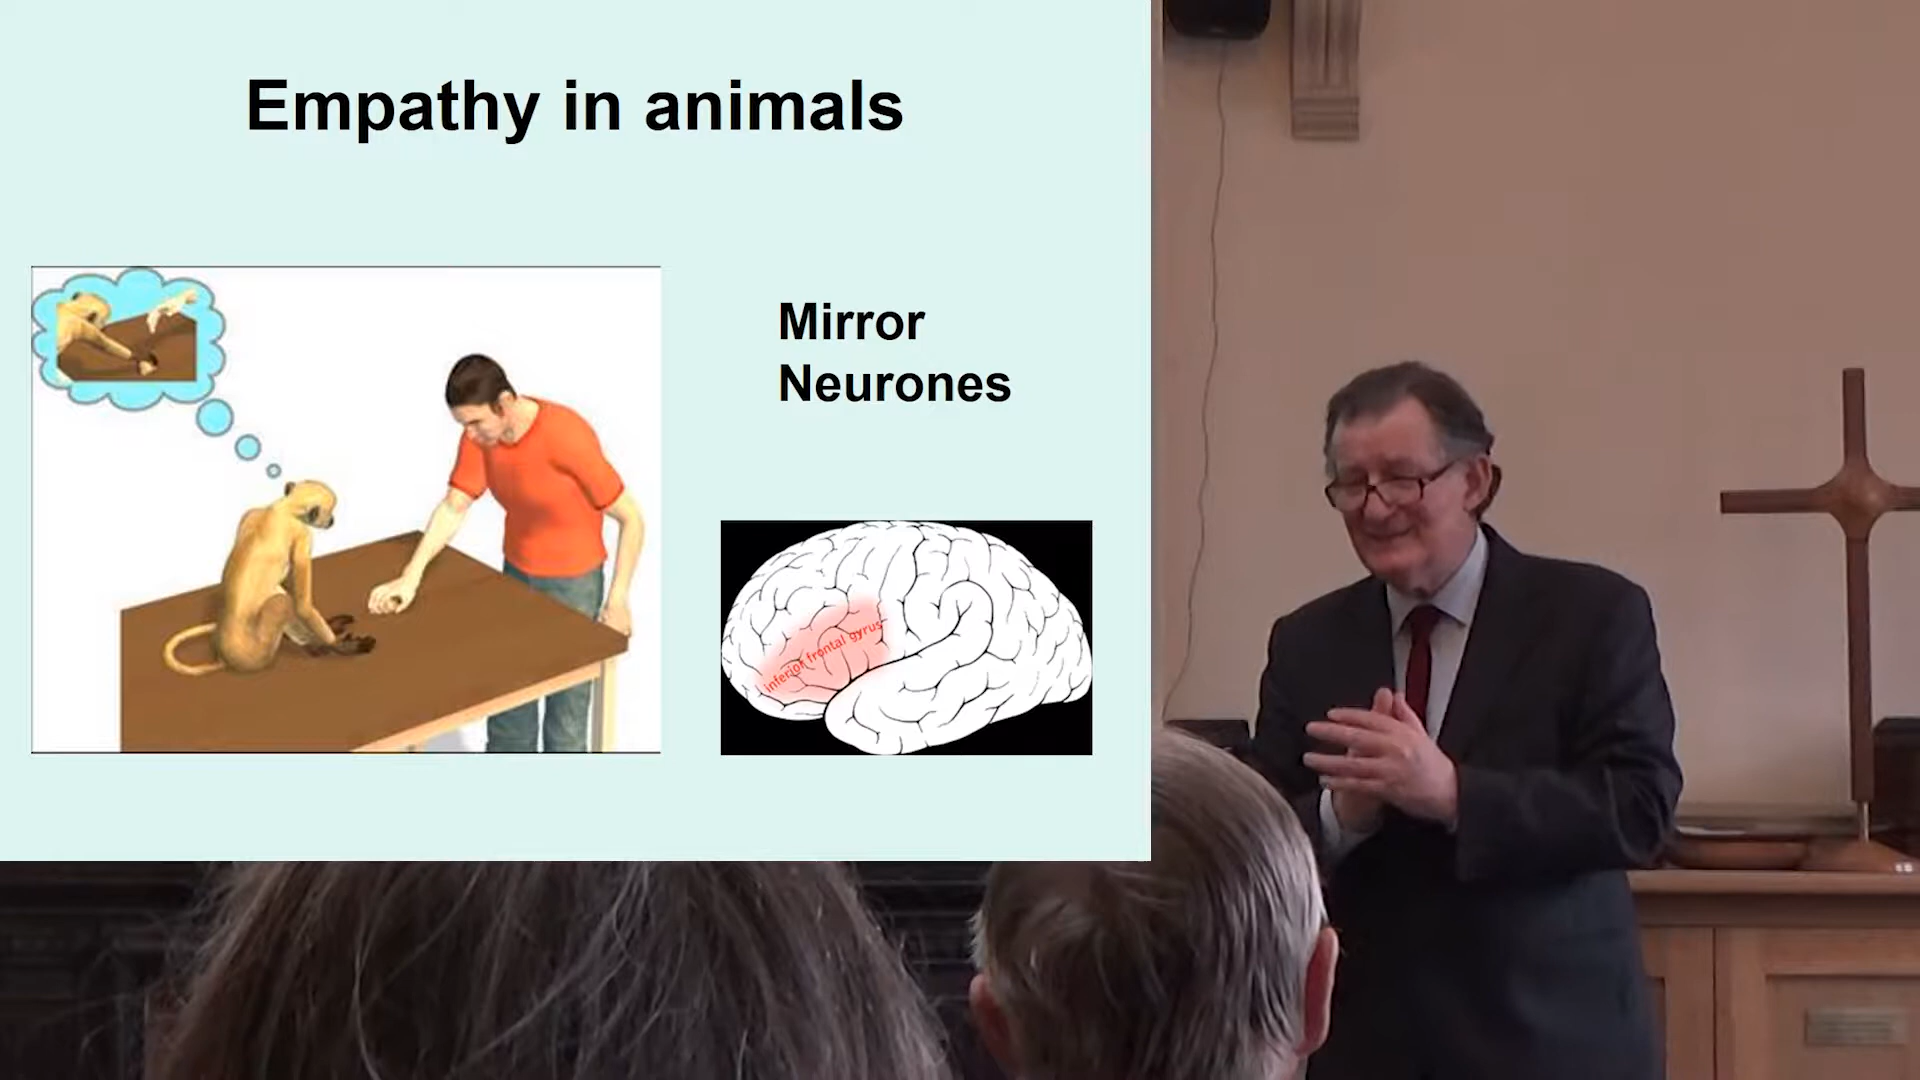 Empathy in animals
Mirror
Neurones
inferior frontal gyrus